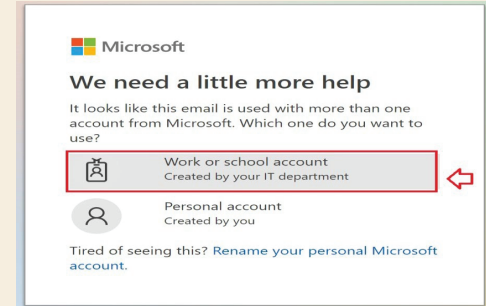 Microsoft
We need a little more help
It looks like this email is used with more than one
account from Microsoft. Which one do you want to
use?
Work or school account
Created by your IT department
Personal account
Created by you
Tired of seeing this? Rename your personal Microsoft
account.